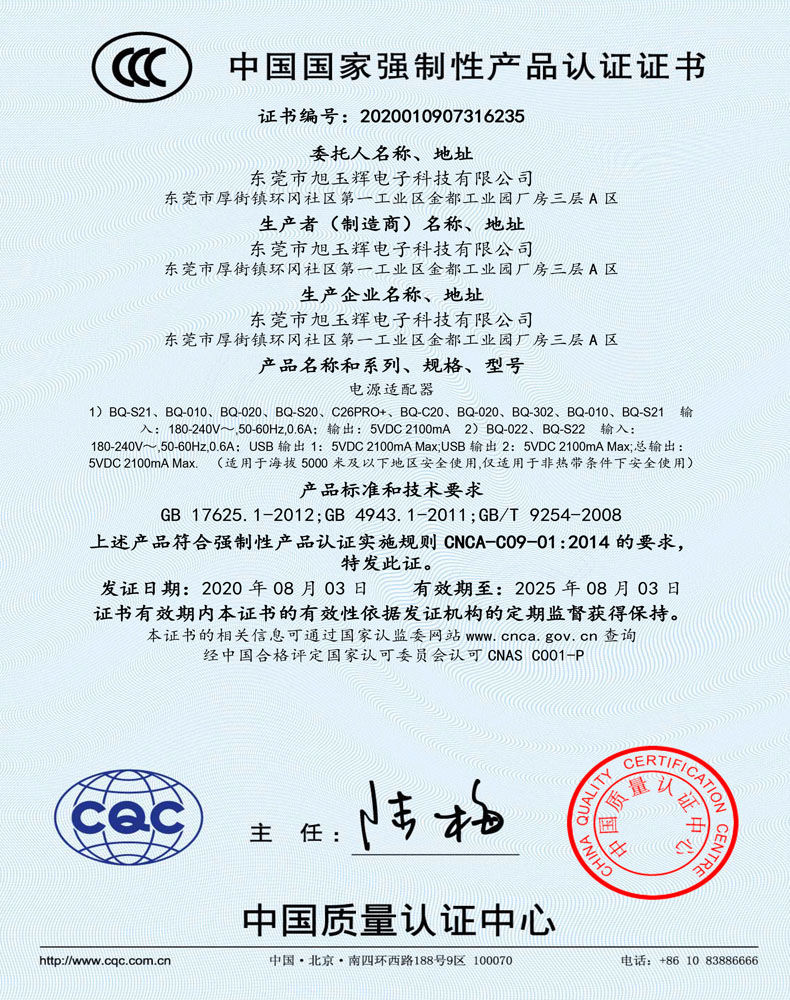 CCC
中国国家强制性产品认证证书
证书编号：2020010907316235
委托人名称、地址
东莞市旭玉辉电子科技有限公司
东莞市厚街镇环冈社区第一工业区金都工业园厂房三层 A 区
生产者（制造商）名称、地址
东莞市旭玉辉电子科技有限公司
东莞市厚街镇环冈社区第一工业区金都工业园厂房三层 A 区
生产企业名称、地址
东莞市旭玉辉电子科技有限公司
东莞市厚街镇环冈社区第一工业区金都工业园厂房三层 A 区
产品名称和系列、规格、型号
电源适配器
1）BQ-S21、BQ-010、BQ-020、BQ-S20、C26PRO+、BQ-C20、BQ-020、BQ-302、BQ-010、BQ-S21 输
入：180-240V～,50-60Hz,0.6A；输出：5VDC 2100mA 2）BQ-022、BQ-S22 输入：
180-240V～,50-60Hz,0.6A；USB 输出 1：5VDC 2100mA Max;USB 输出 2：5VDC 2100mA Max;总输出：
5VDC 2100mA Max. （适用于海拔 5000 米及以下地区安全使用,仅适用于非热带条件下安全使用）
产品标准和技术要求
GB 17625.1-2012;GB 4943.1-2011;GB/T 9254-2008
上述产品符合强制性产品认证实施规则 CNCA-C09-01:2014 的要求，
特发此证。
发证日期：2020 年 08 月 03 日 有效期至：2025 年 08 月 03 日
证书有效期内本证书的有效性依据发证机构的定期监督获得保持。
本证书的相关信息可通过国家认监委网站 www.cnca.gov.cn 查询
经中国合格评定国家认可委员会认可 CNAS C001-P
CQC
主 任：陆梅
CHINA QUALITY CERTIFICATION CENTRE
中国质量认证中心
中国质量认证中心
http://www.cqc.com.cn 中国·北京·南四环西路188号9区 100070 电话：+86 10 83886666